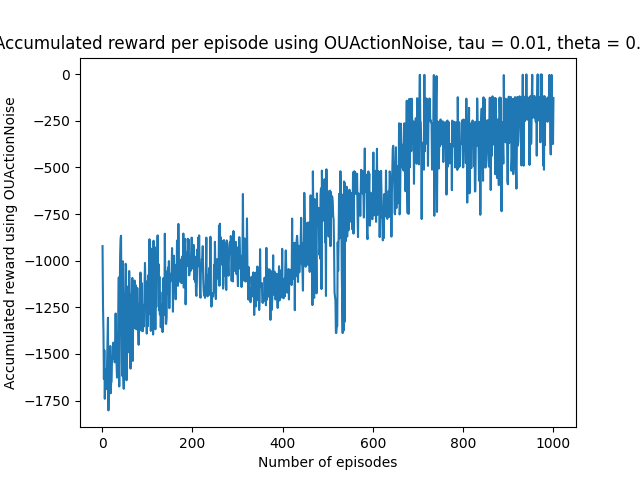 Accumulated reward per episode using OUActionNoise, tau = 0.01, theta = 0.
Accumulated reward using OUActionNoise
0
−250
−500
−750
−1000
−1250
−1500
−1750
0 200 400 600 800 1000
Number of episodes